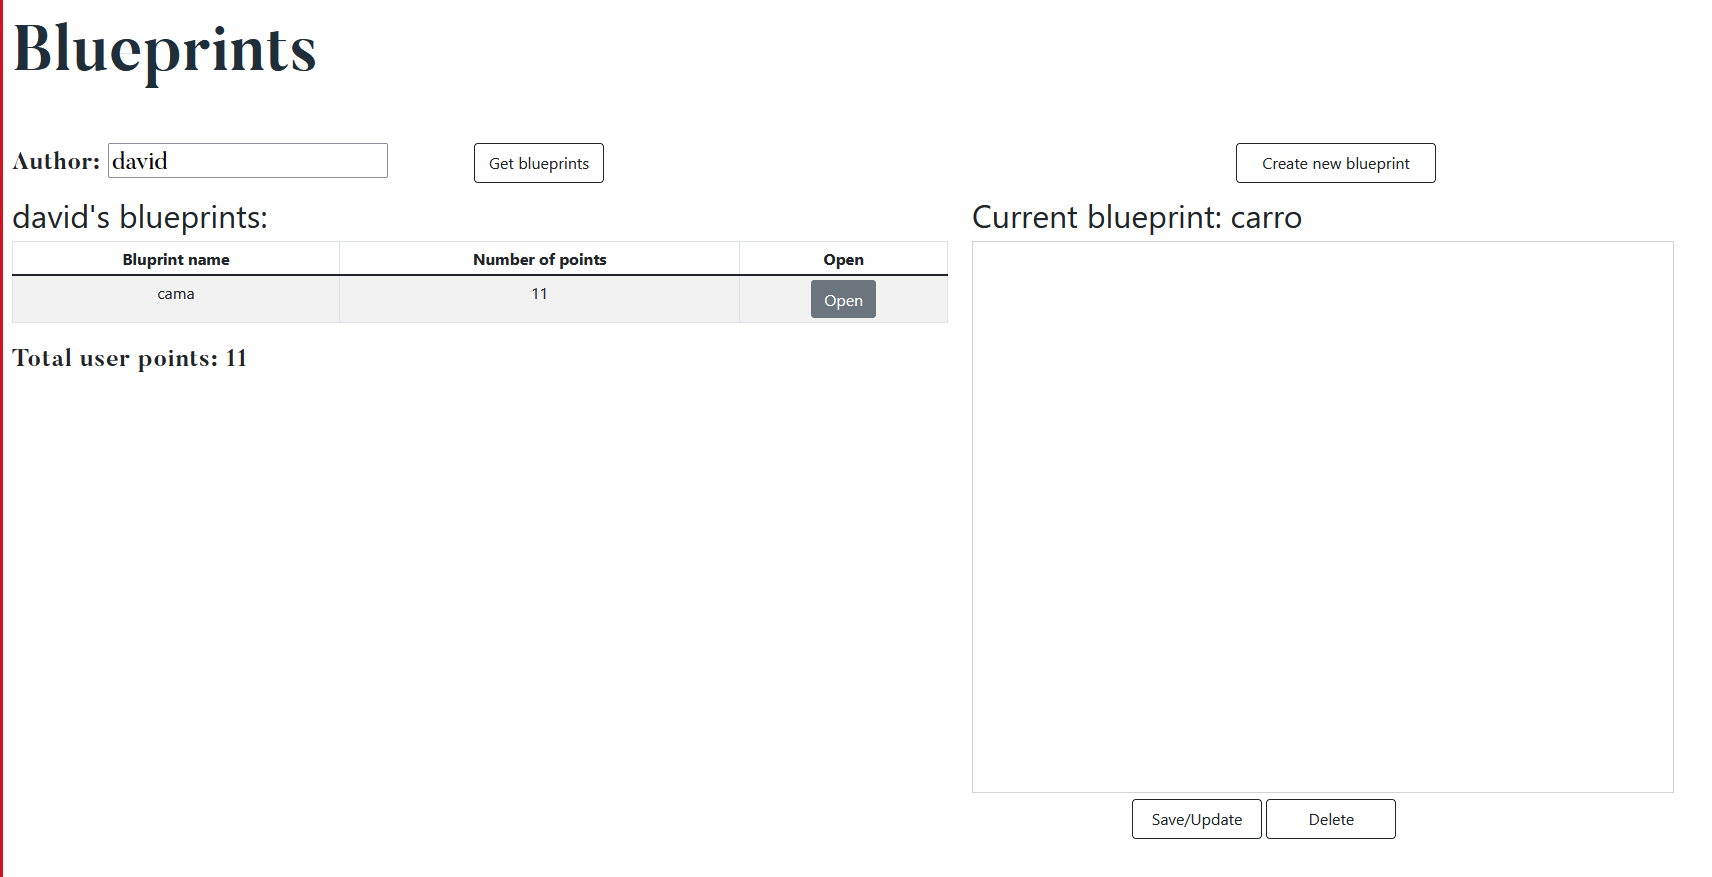 Blueprints
Author: david
Get blueprints
Create new blueprint
david's blueprints:
Bluprint name Number of points Open
cama 11 Open
Total user points: 11
Current blueprint: carro
Save/Update Delete